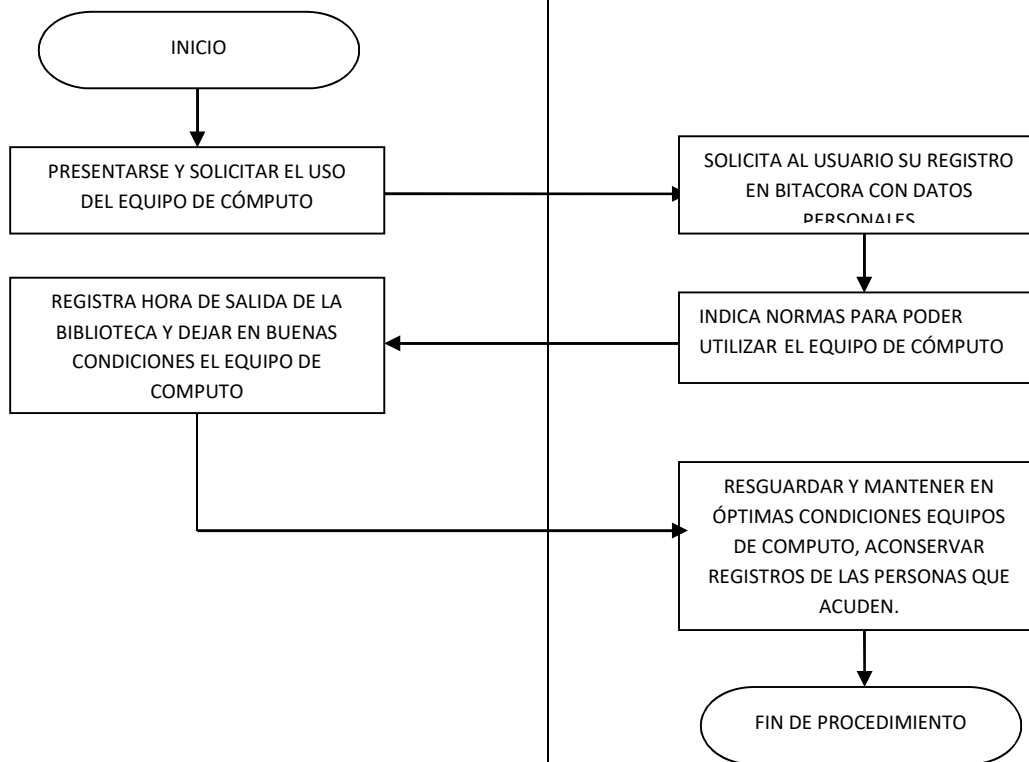 INICIO
PRESENTARSE Y SOLICITAR EL USO
DEL EQUIPO DE CÓMPUTO
SOLICITA AL USUARIO SU REGISTRO
EN BITACORA CON DATOS
PERSONALES
INDICA NORMAS PARA PODER
UTILIZAR EL EQUIPO DE CÓMPUTO
REGISTRA HORA DE SALIDA DE LA
BIBLIOTECA Y DEJAR EN BUENAS
CONDICIONES EL EQUIPO DE
COMPUTO
RESGUARDAR Y MANTENER EN
ÓPTIMAS CONDICIONES EQUIPOS
DE COMPUTO, ACONSERVAR
REGISTROS DE LAS PERSONAS QUE
ACUDEN.
FIN DE PROCEDIMIENTO